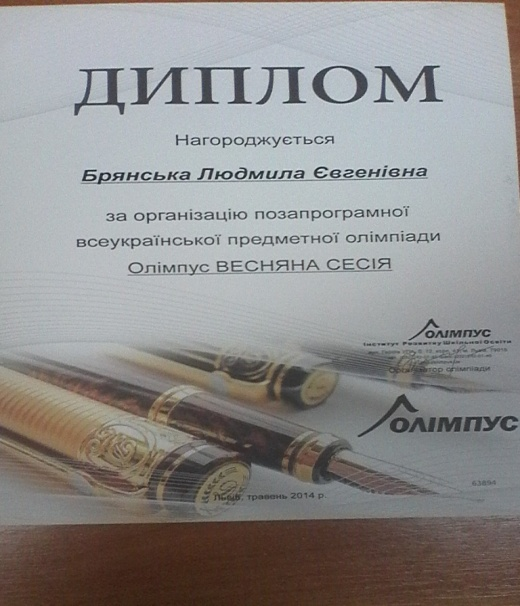 ДИПЛОМ
Нагороджується
Брянська Людмила Євгенівна
за організацію позапрограмної
всеукраїнської предметної олімпіади
Олімпус ВЕСНЯНА СЕСІЯ
ОЛІМПУС
Інститут Розвитку Шкільної Освіти
Організатор олімпіади
ОЛІМПУС
63894
Львів, травень 2014 р.